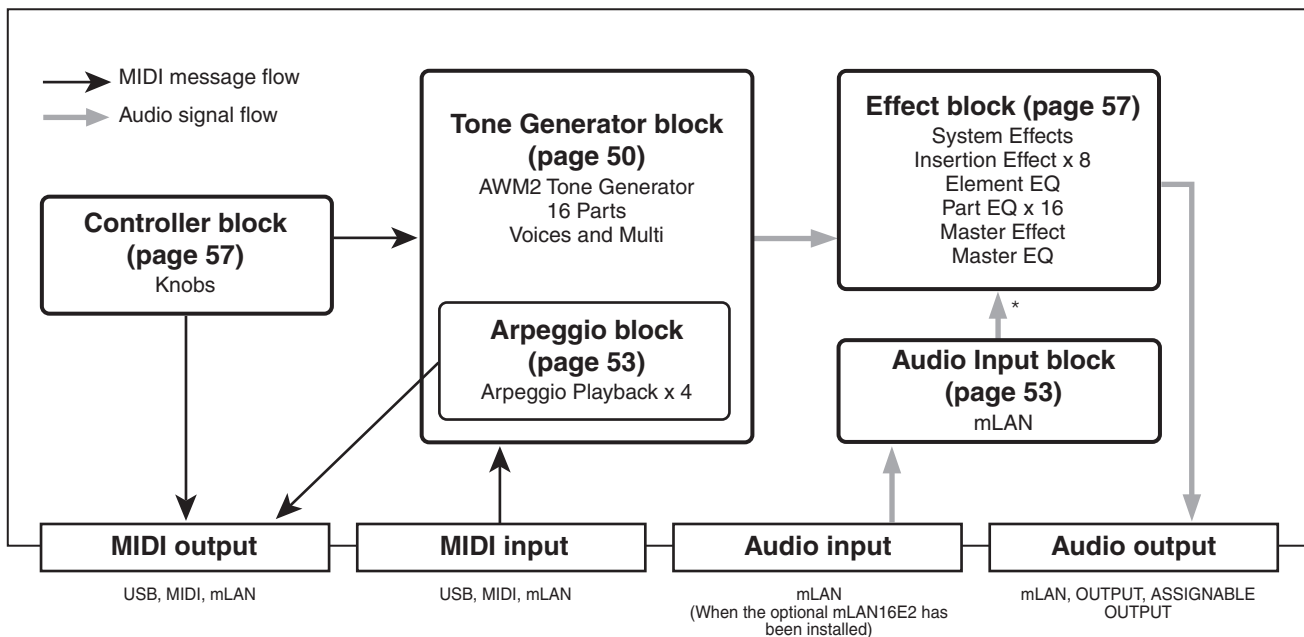 MIDI message flow
Audio signal flow
Controller block
(page 57)
Knobs
Tone Generator block
(page 50)
AWM2 Tone Generator
16 Parts
Voices and Multi
Arpeggio block
(page 53)
Arpeggio Playback x 4
Effect block (page 57)
System Effects
Insertion Effect x 8
Element EQ
Part EQ x 16
Master Effect
Master EQ
*
Audio Input block
(page 53)
mLAN
MIDI output
USB, MIDI, mLAN
MIDI input
USB, MIDI, mLAN
Audio input
mLAN
(When the optional mLAN16E2 has
been installed)
Audio output
mLAN, OUTPUT, ASSIGNABLE
OUTPUT